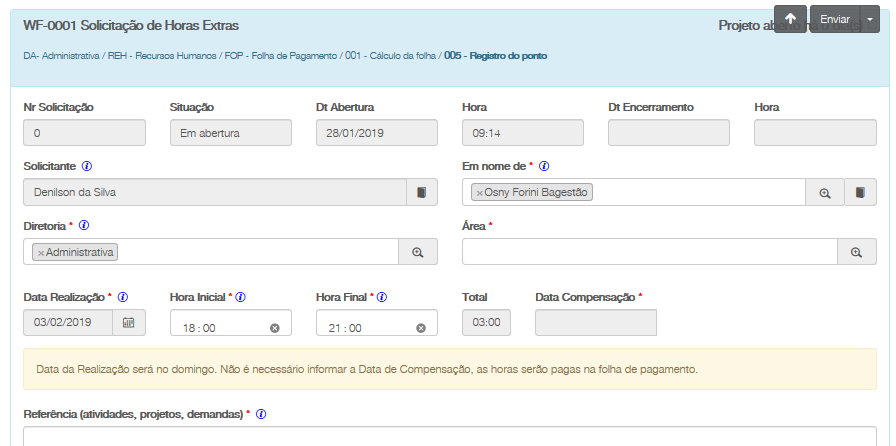 WF-0001 Solicitação de Horas Extras
Projeto
Enviar
DA- Administrativa / REH - Recursos Humanos / FOP - Folha de Pagamento / 001 - Cálculo da folha / 005 - Registro do ponto
Nr Solicitação Situação Dt Abertura Hora Dt Encerramento Hora
0 Em abertura 28/01/2019 09:14
Solicitante Em nome de *
Denilson da Silva ×Osny Forini Bagestão
Diretoria * Área *
×Administrativa
Data Realização * Hora Inicial * Hora Final * Total Data Compensação *
03/02/2019 18 : 00 21 : 00 03:00
Data da Realização será no domingo. Não é necessário informar a Data de Compensação, as horas serão pagas na folha de pagamento.
Referência (atividades, projetos, demandas) *